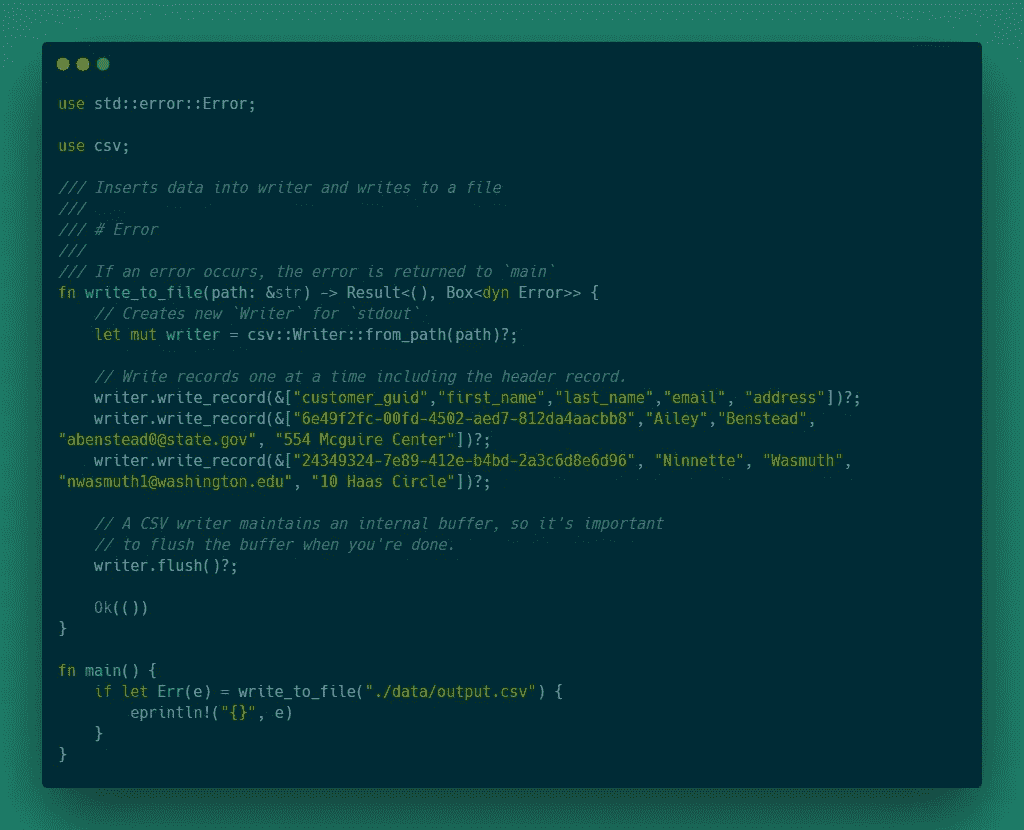 use std::error::Error;
use csv;
/// Inserts data into writer and writes to a file
///
/// # Error
///
/// If an error occurs, the error is returned to `main`
fn write_to_file(path: &str) -> Result<(), Box<dyn Error>> {
    // Creates new `Writer` for `stdout`
    let mut writer = csv::Writer::from_path(path)?;
    // Write records one at a time including the header record.
    writer.write_record(&["customer_guid","first_name","last_name","email", "address"])?;
    writer.write_record(&["6e49f2fc-00fd-4502-aed7-812da4aacbb8","Ailey","Benstead",
"abenstead0@state.gov", "554 Mcguire Center"])?;
    writer.write_record(&["24349324-7e89-412e-b4bd-2a3c6d8e6d96", "Ninnette", "Wasmuth",
"nwasmuth1@washington.edu", "10 Haas Circle"])?;
    // A CSV writer maintains an internal buffer, so it's important
    // to flush the buffer when you're done.
    writer.flush()?;
    Ok(())
}
fn main() {
    if let Err(e) = write_to_file("./data/output.csv") {
        eprintln!("{}", e)
    }
}